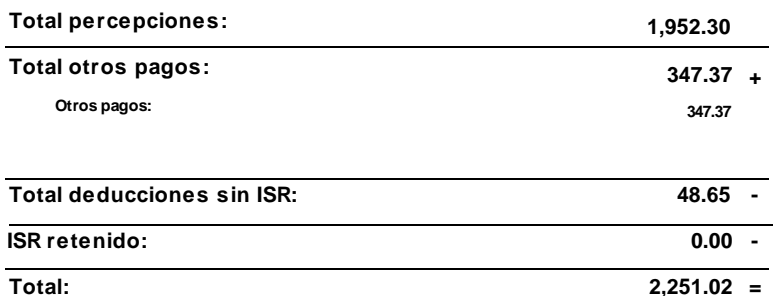 Total percepciones: 1,952.30
Total otros pagos: 347.37 +
Otros pagos: 347.37
Total deducciones sin ISR: 48.65 -
ISR retenido: 0.00 -
Total: 2,251.02 =